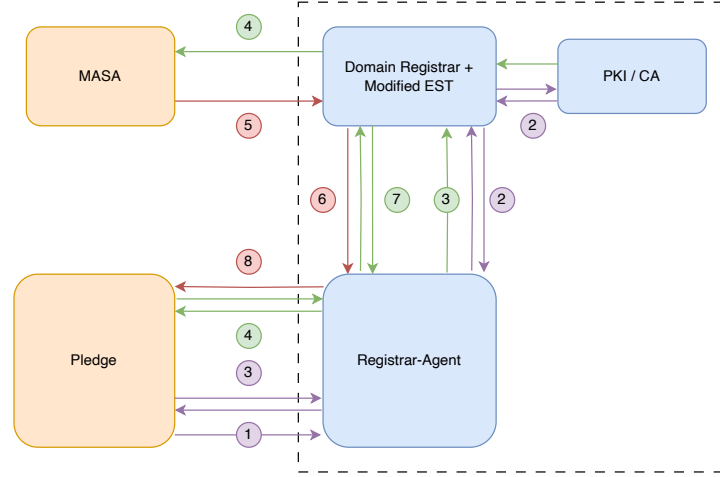 4
MASA
Domain Registrar +
Modified EST
PKI / CA
5
2
6
7
3
2
8
4
Pledge
Registrar-Agent
3
1